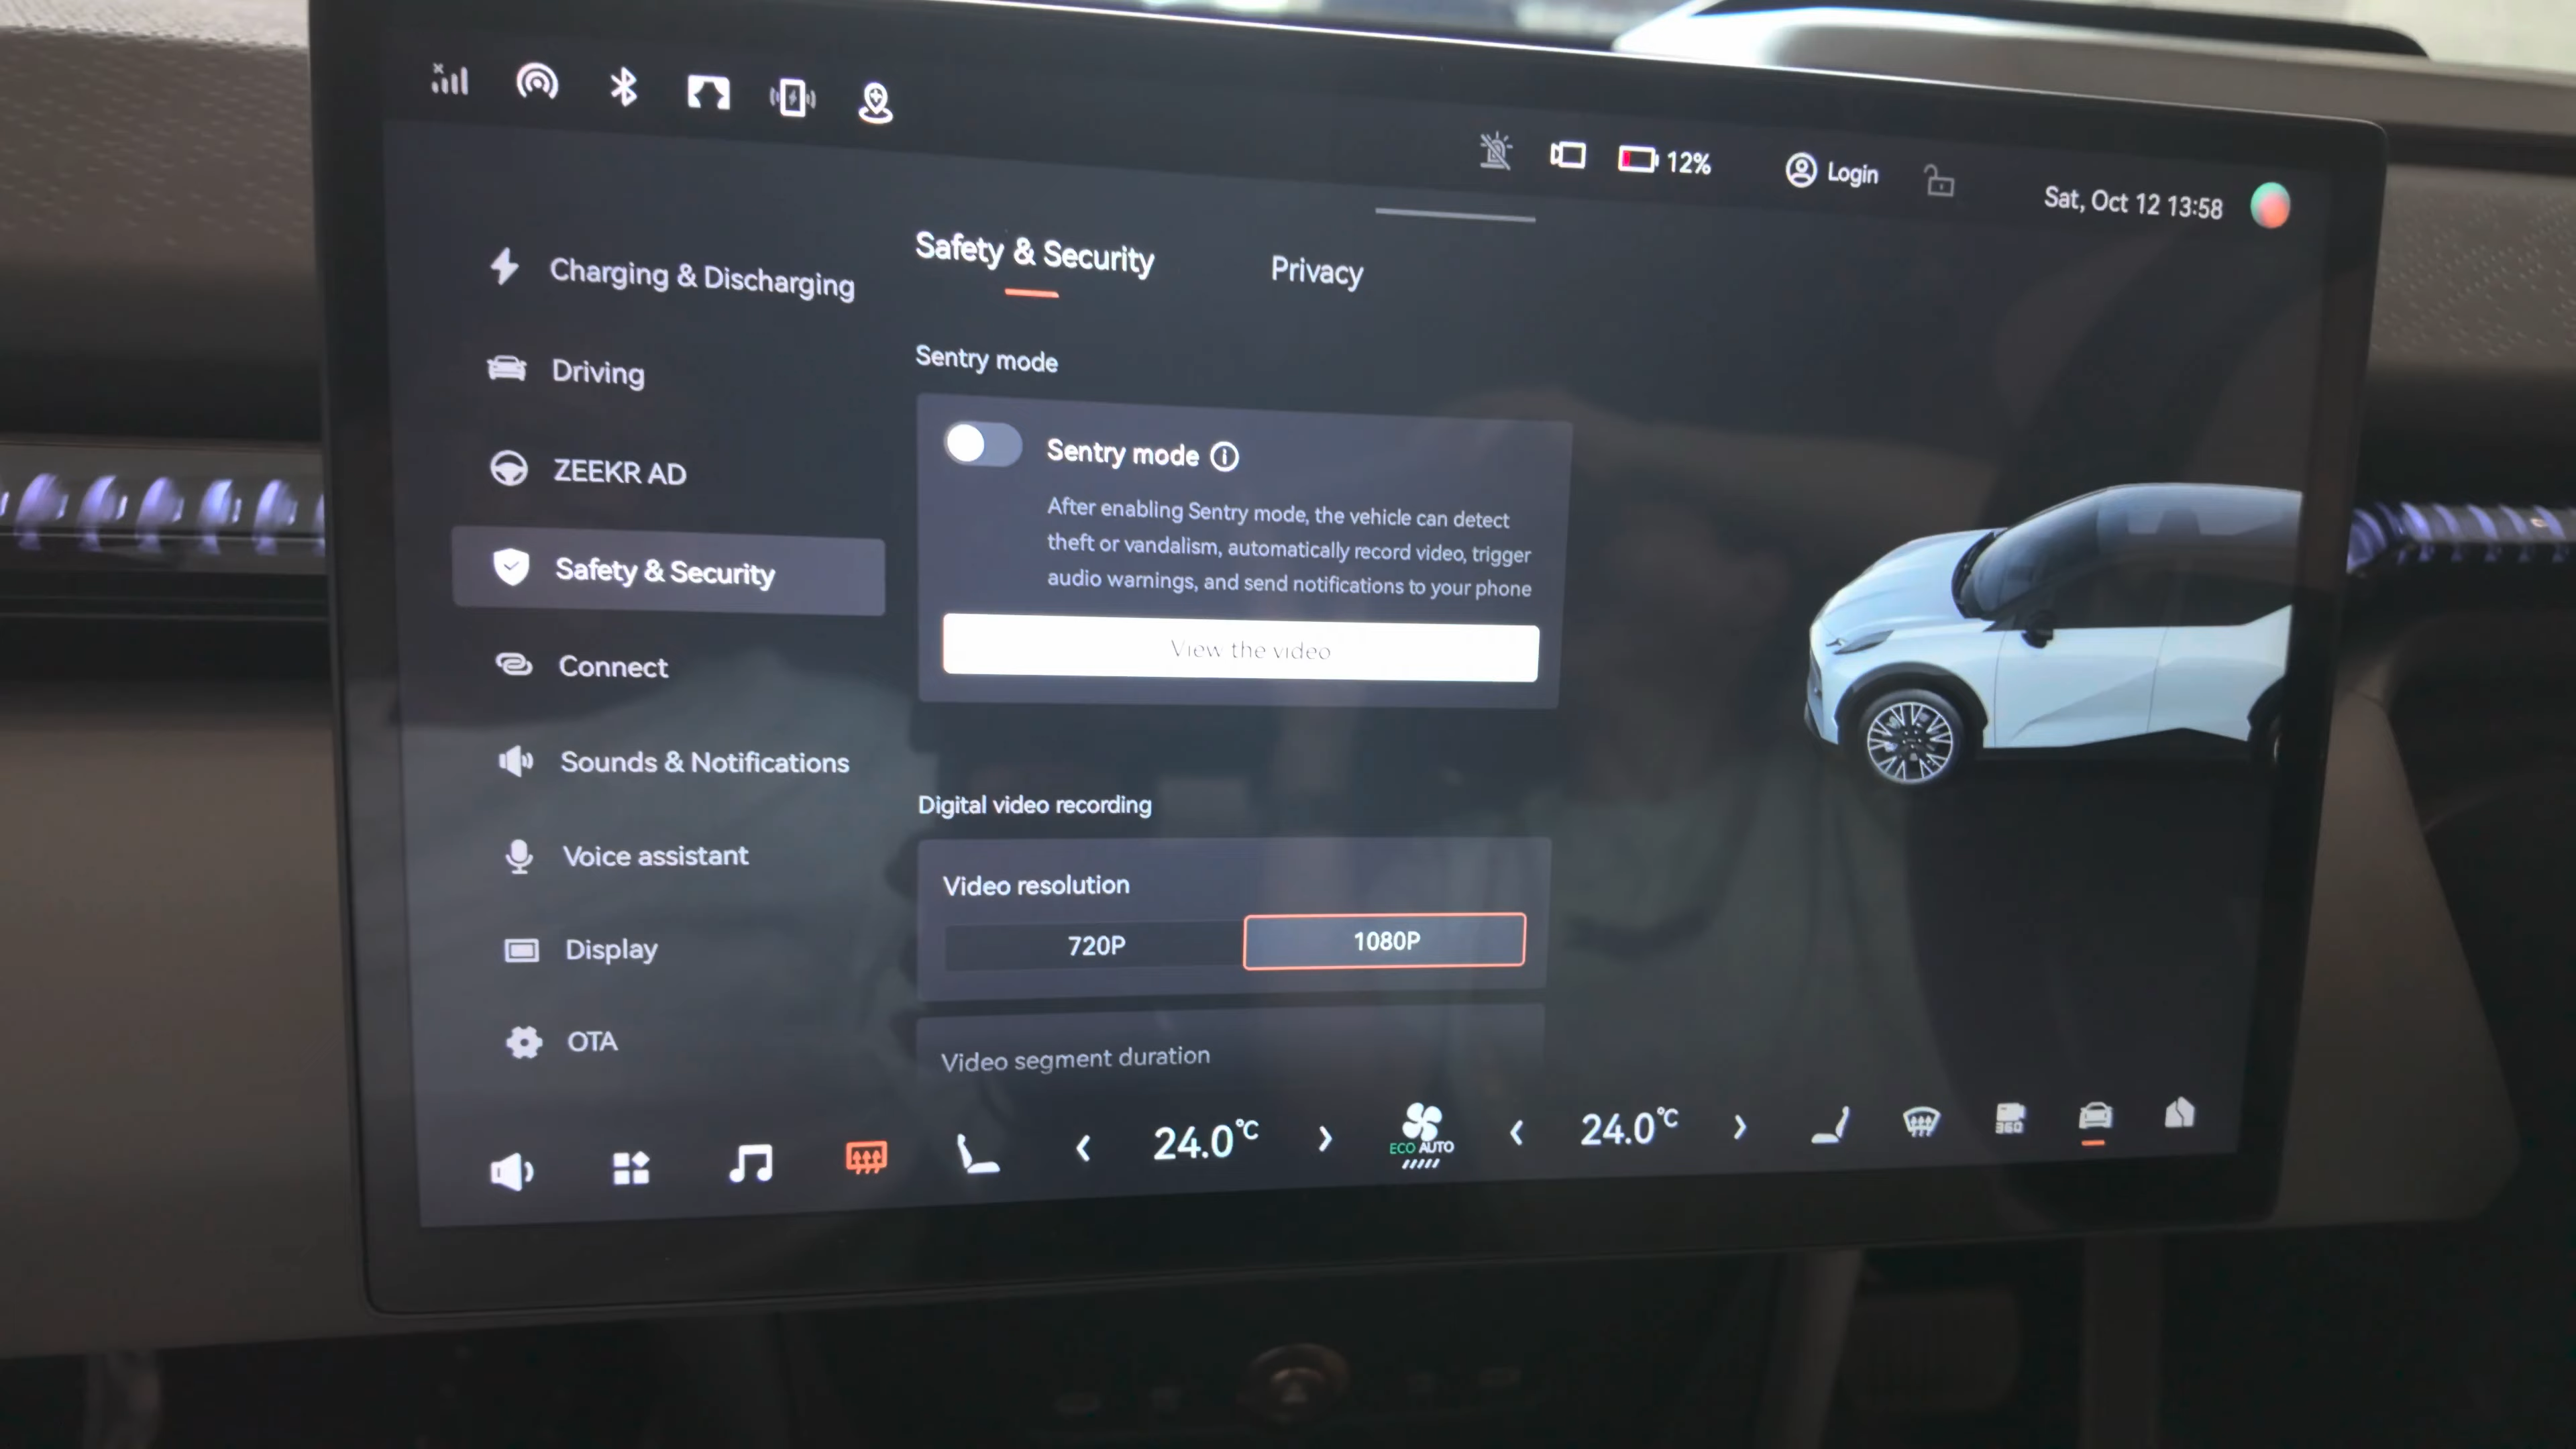 12%
Login
Sat, Oct 12 13:58
Charging & Discharging
Driving
ZEEKR AD
Safety & Security
Connect
Sounds & Notifications
Voice assistant
Display
OTA
Safety & Security
Privacy
Sentry mode
Sentry mode
After enabling Sentry mode, the vehicle can detect
theft or vandalism, automatically record video, trigger
audio warnings, and send notifications to your phone
View the video
Digital video recording
Video resolution
720P
1080P
Video segment duration
24.0°C
ECO AUTO
24.0°C
360